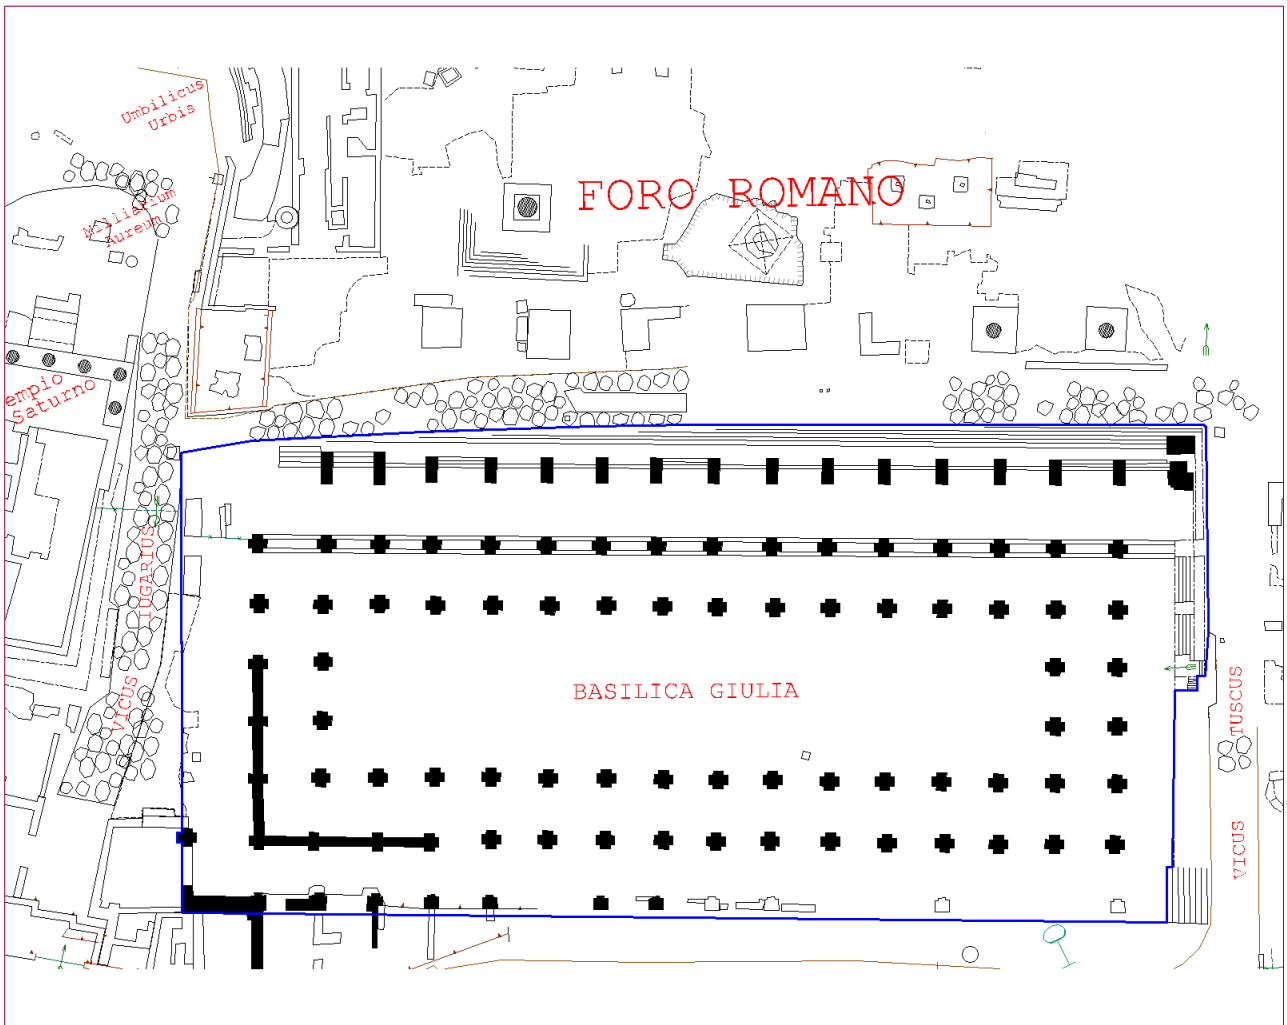 Umbilicus
Urbis
FORO ROMANO
Milliarium
Aureum
empio
Saturno
VICUS IUGARIUS
BASILICA GIULIA
VICUS TUSCUS